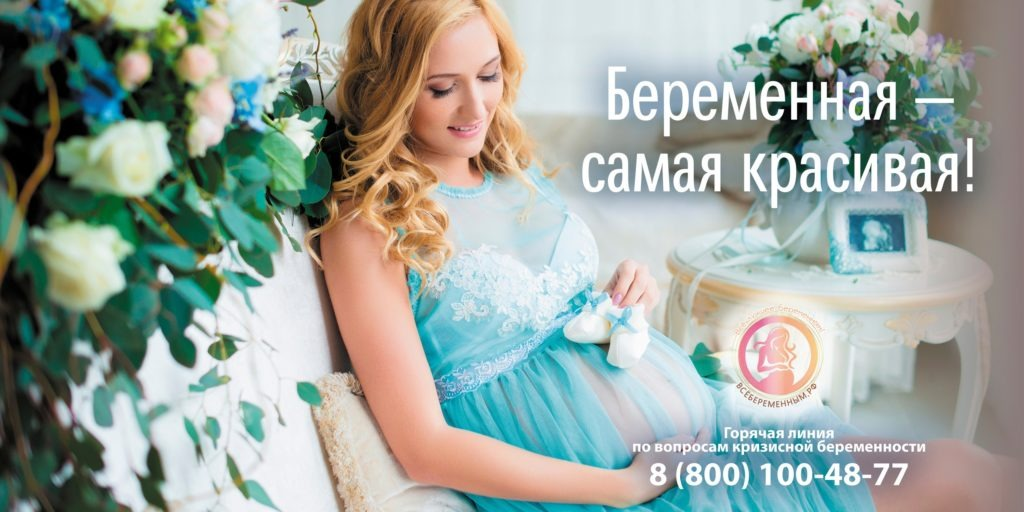 Беременная –
самая красивая!
ВСЕБЕРЕМЕННЫМ.РФ
Горячая линия
по вопросам кризисной беременности
8 (800) 100-48-77